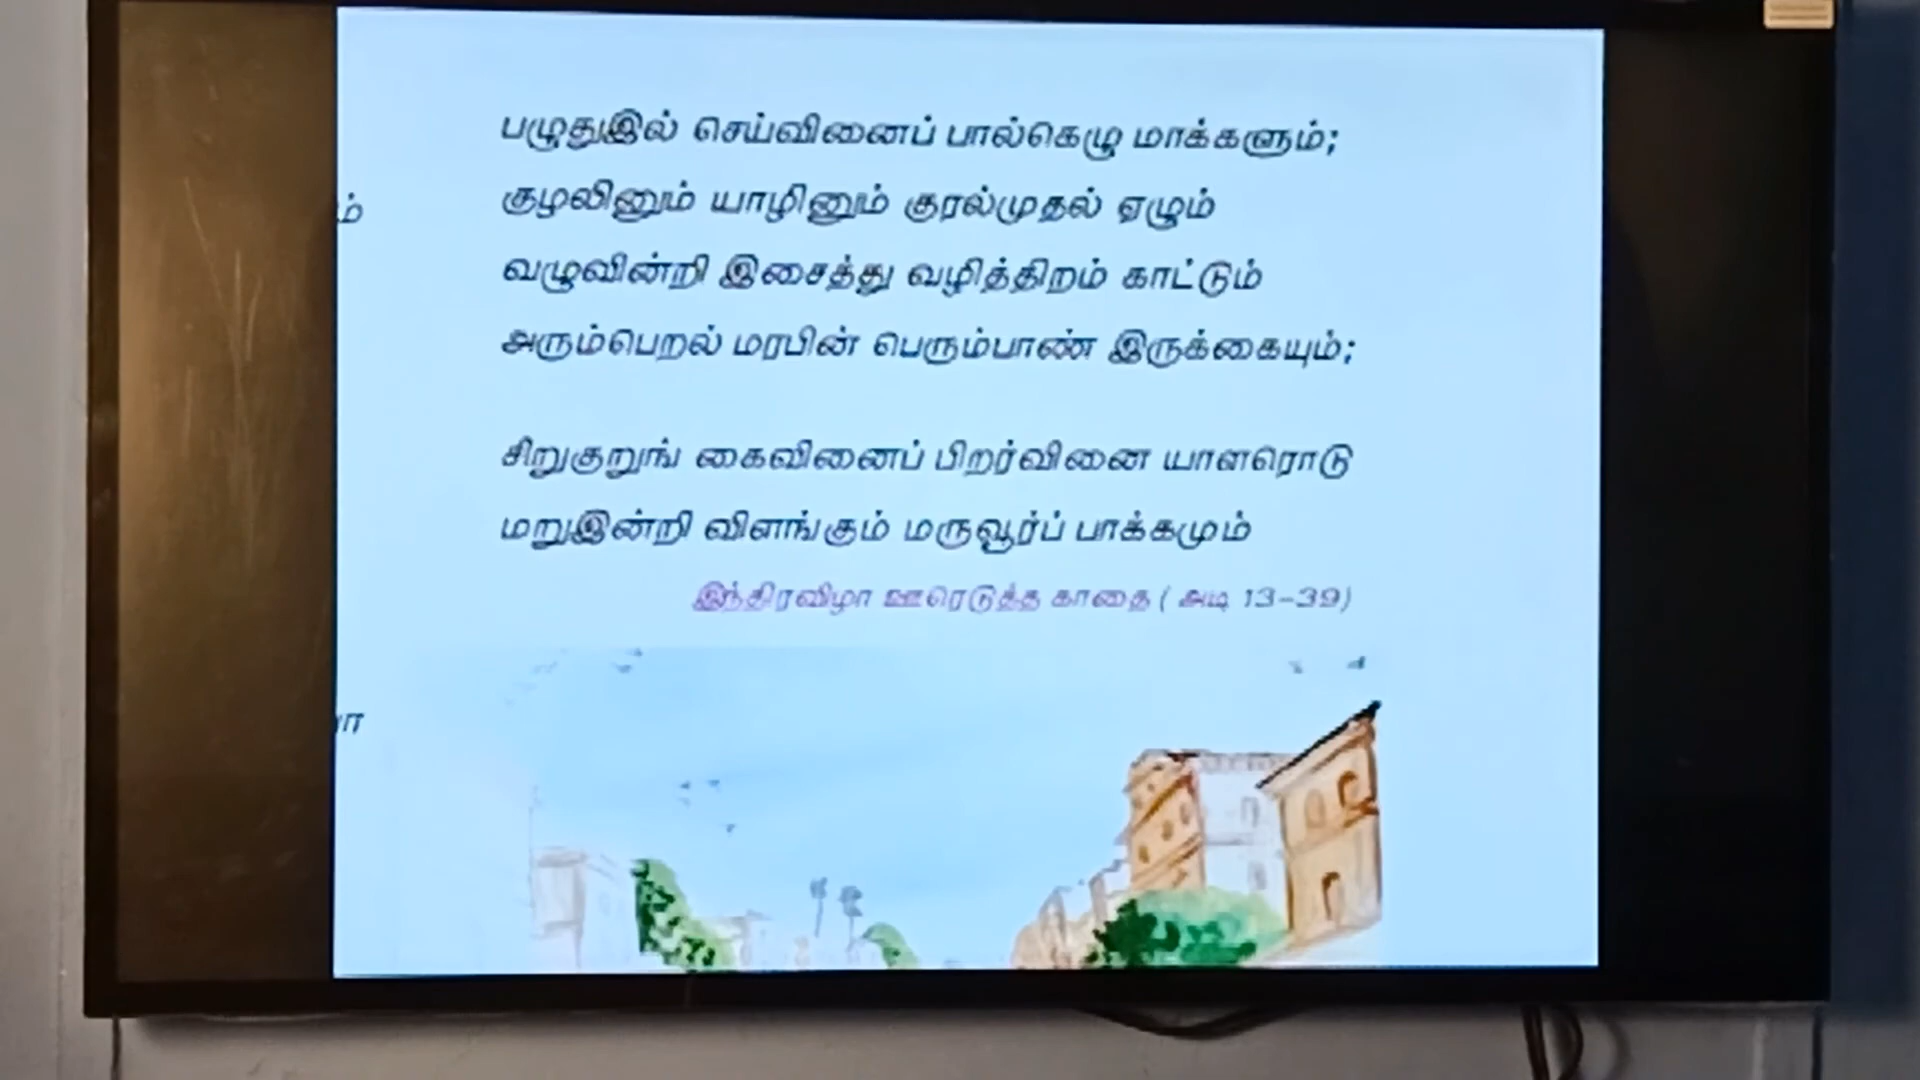 பழுதுஇல் செய்வினைப் பால்கெழு மாக்களும்;
குழலினும் யாழினும் குரல்முதல் ஏழும்
வழுவின்றி இசைத்து வழித்திறம் காட்டும்
அரும்பெறல் மரபின் பெரும்பாண் இருக்கையும்;
சிறுகுறுங் கைவினைப் பிறர்வினை யாளரொடு
மறுஇன்றி விளங்கும் மருவூர்ப் பாக்கமும்
இந்திரவிழா ஊரெடுத்த காதை ( அடி 13-39)